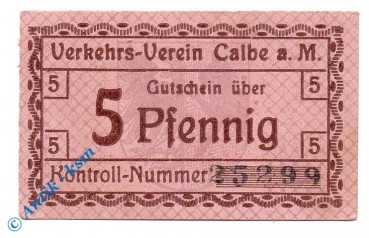 Verkehrs-Verein Calbe a. M.
5 Gutschein über 5
5 Pfennig
5 5
Kontroll-Nummer 25299